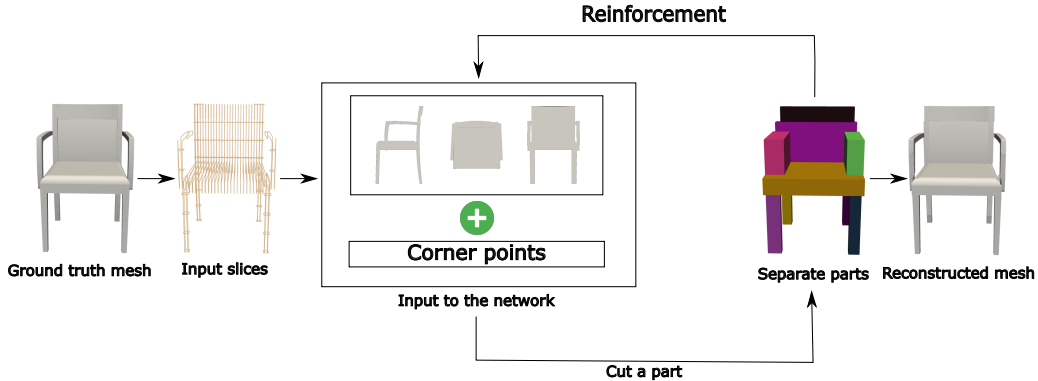 Reinforcement
Corner points
Ground truth mesh
Input slices
Input to the network
Separate parts
Reconstructed mesh
Cut a part